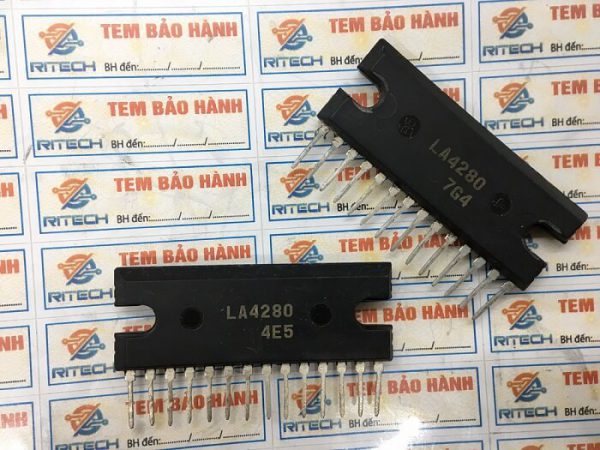 TEM BẢO HÀNH
RITECH
BH đến:............/............/............
LA4280
7G4
LA4280
4E5